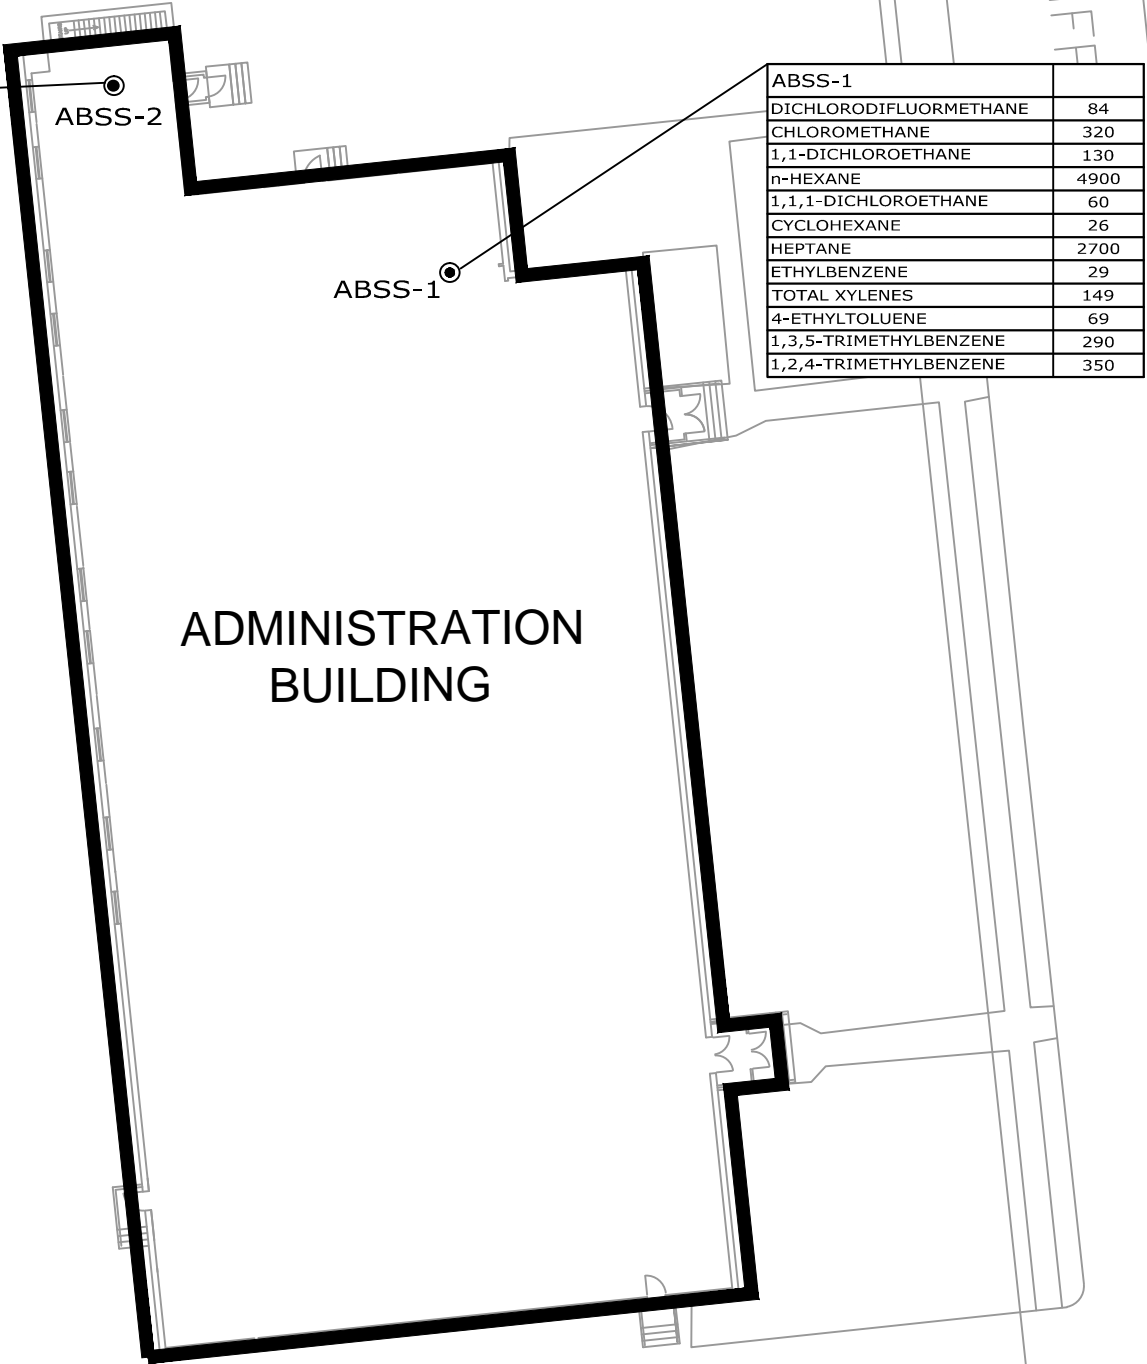 ABSS-2
ABSS-1
DICHLORODIFLUORMETHANE 84
CHLOROMETHANE 320
1,1-DICHLOROETHANE 130
n-HEXANE 4900
1,1,1-DICHLOROETHANE 60
CYCLOHEXANE 26
HEPTANE 2700
ETHYLBENZENE 29
TOTAL XYLENES 149
4-ETHYLTOLUENE 69
1,3,5-TRIMETHYLBENZENE 290
1,2,4-TRIMETHYLBENZENE 350
ABSS-1
ADMINISTRATION
BUILDING